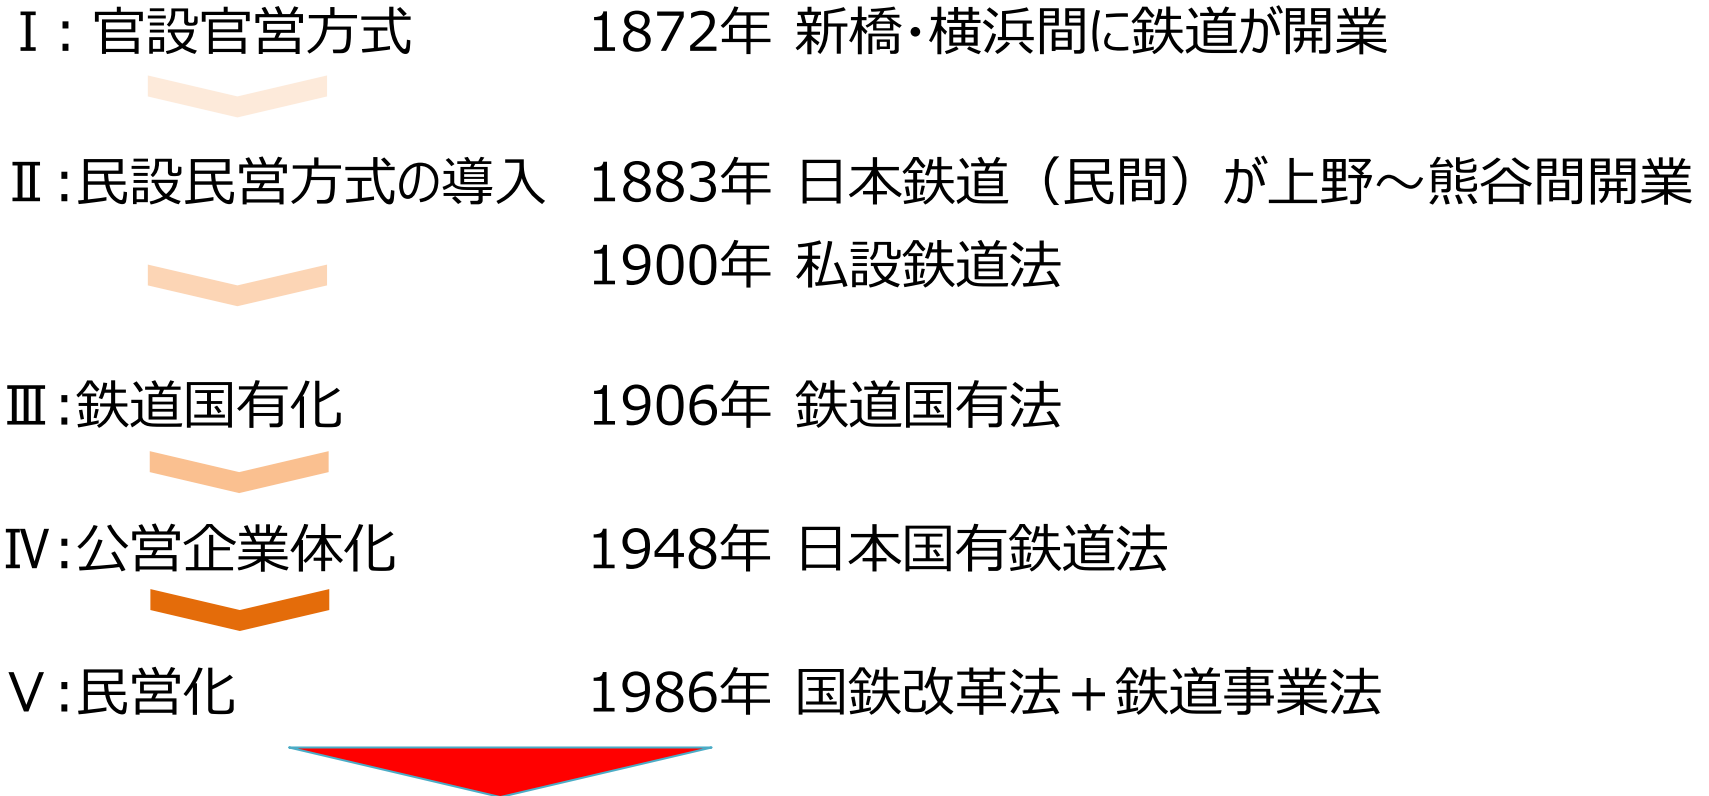 Ⅰ: 官設官営方式 1872年 新橋・横浜間に鉄道が開業
Ⅱ:民設民営方式の導入 1883年 日本鉄道（民間）が上野～熊谷間開業
1900年 私設鉄道法
Ⅲ:鉄道国有化 1906年 鉄道国有法
Ⅳ:公営企業体化 1948年 日本国有鉄道法
Ⅴ:民営化 1986年 国鉄改革法＋鉄道事業法